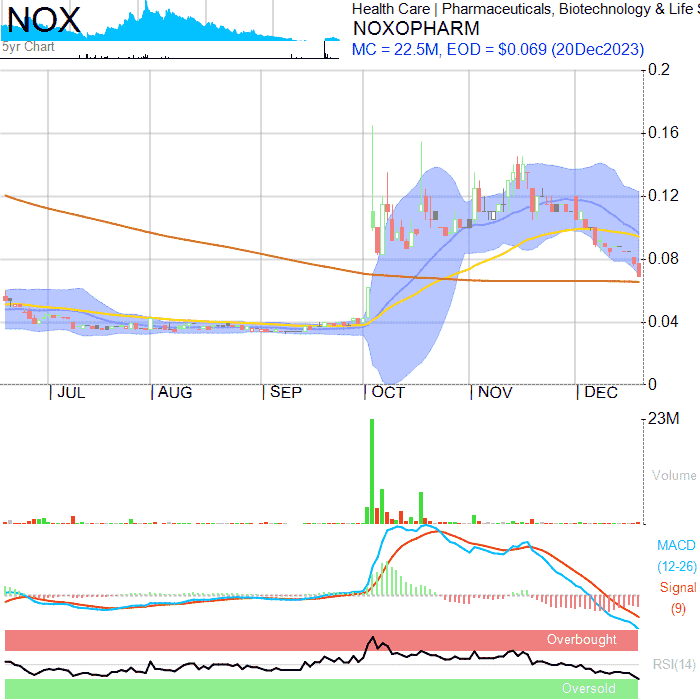 NOX
5yr Chart
Health Care | Pharmaceuticals, Biotechnology & Life S
NOXOPHARM
MC = 22.5M, EOD = $0.069 (20Dec2023)
0.2
0.16
0.12
0.08
0.04
0
JUL
AUG
SEP
OCT
NOV
DEC
23M
Volume
MACD
(12-26)
Signal
(9)
Overbought
RSI(14)
Oversold